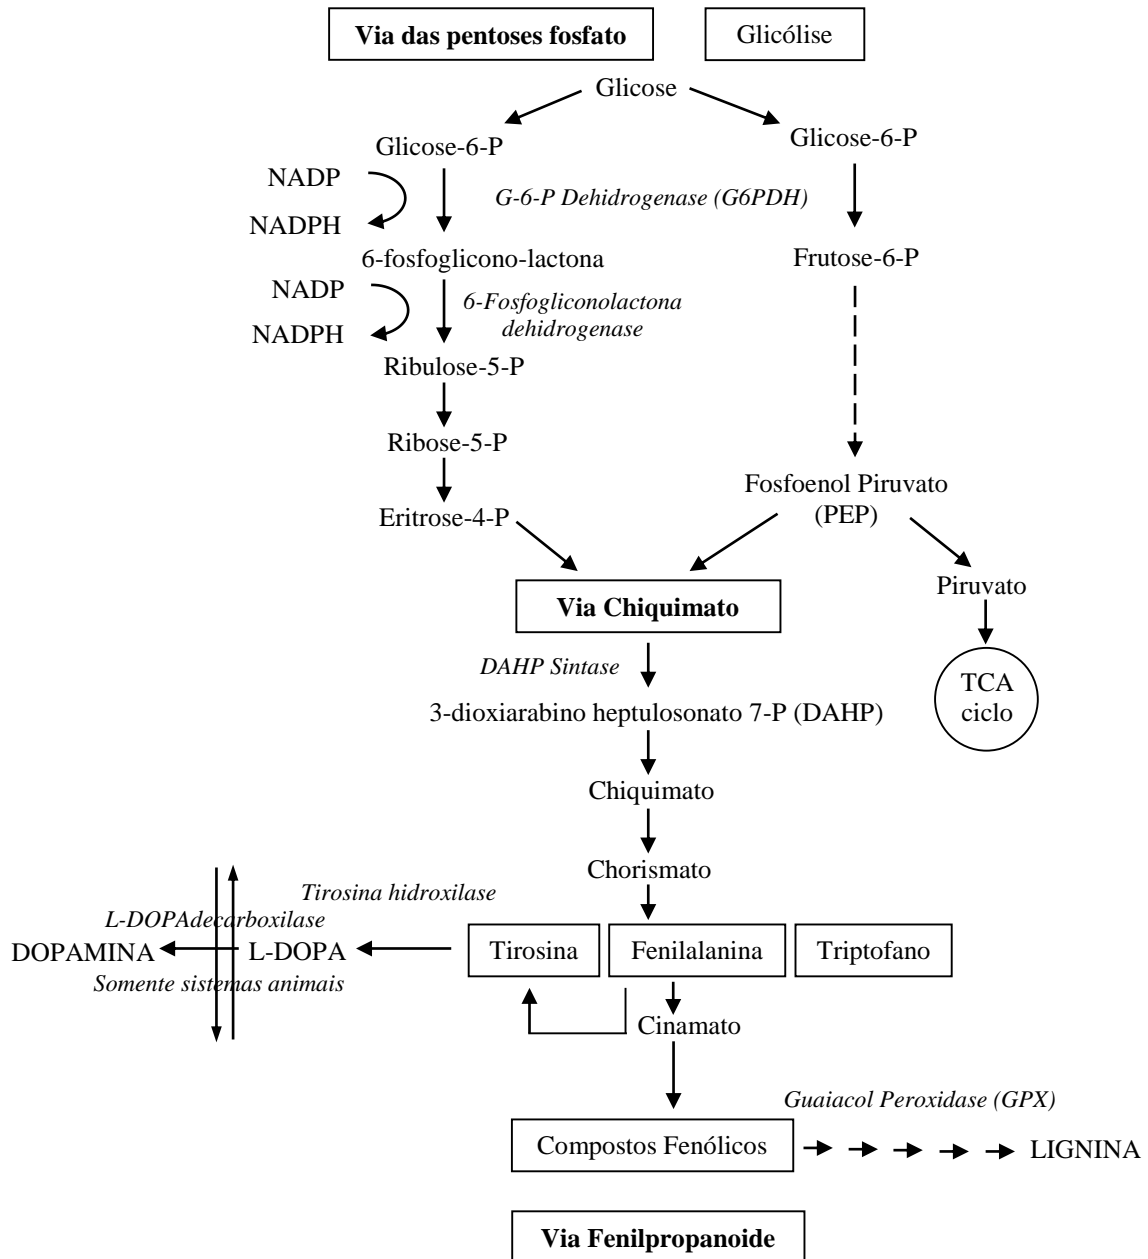 Via das pentoses fosfato
Glicólise
Glicose
Glicose-6-P
Glicose-6-P
NADP
G-6-P Dehidrogenase (G6PDH)
NADPH
6-fosfoglicono-lactona
Frutose-6-P
NADP
6-Fosfogliconolactona
dehidrogenase
NADPH
Ribulose-5-P
Ribose-5-P
Fosfoenol Piruvato
(PEP)
Eritrose-4-P
Piruvato
Via Chiquimato
DAHP Sintase
TCA
ciclo
3-dioxiarabino heptulosonato 7-P (DAHP)
Chiquimato
Chorismato
Tirosina hidroxilase
L-DOPAdecarboxilase
DOPAMINA
L-DOPA
Tirosina
Fenilalanina
Triptofano
Somente sistemas animais
Cinamato
Guaiacol Peroxidase (GPX)
Compostos Fenólicos
LIGNINA
Via Fenilpropanoide